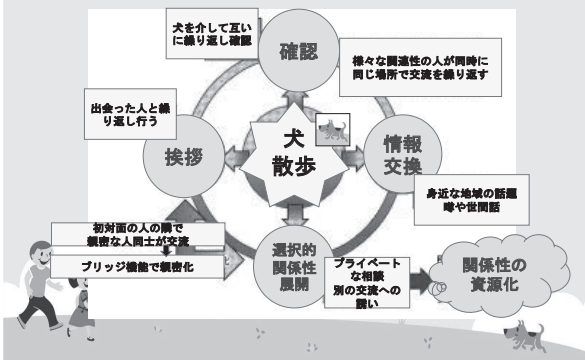 犬を介して互い
に繰り返し確認
確認
様々な関連性の人が同時に
同じ場所で交流を繰り返す
出会った人と繰
り返し行う
挨拶
犬
散歩
情報
交換
身近な地域の話題
噂や世間話
初対面の人の隣で
親密な人同士が交流
ブリッジ機能で親密化
選択的
関係性
展開
プライベート
な相談
別の交流への
誘い
関係性の
資源化